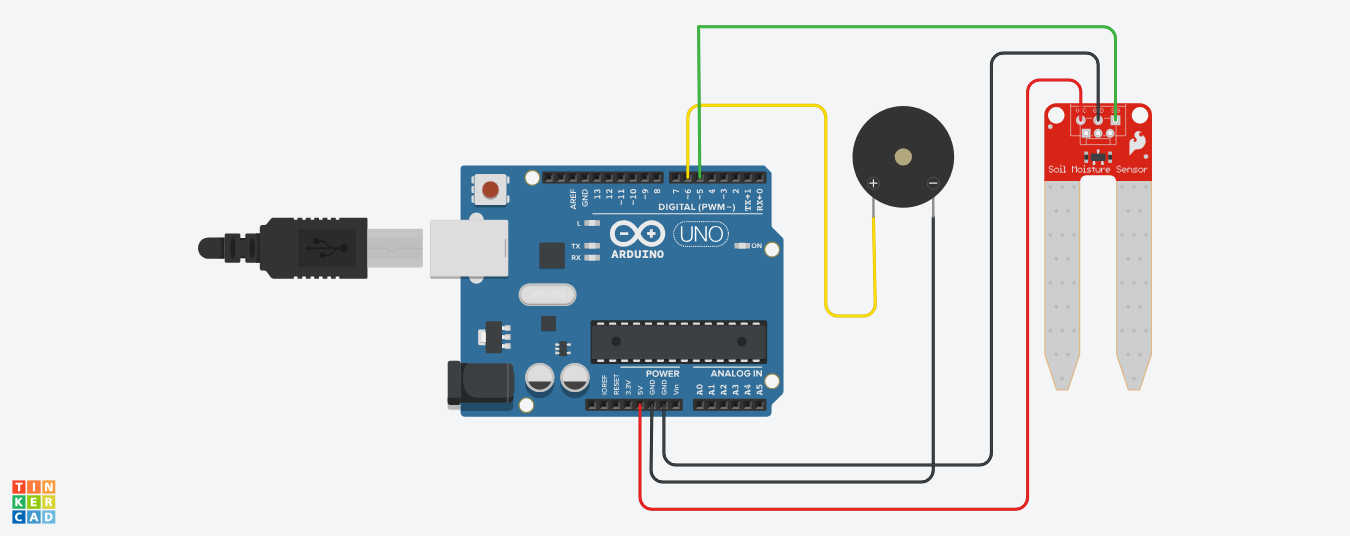 VCC GND SIG
Soil Moisture Sensor
AREF
GND
13
12
~11
~10
~9
8
7
~6
~5
4
~3
2
TX→1
RX←0
DIGITAL (PWM~)
L
TX
RX
ON
UNO
ARDUINO
POWER
ANALOG IN
IOREF
RESET
3.3V
5V
GND
GND
Vin
A0
A1
A2
A3
A4
A5
+
−
TIN
KER
CAD